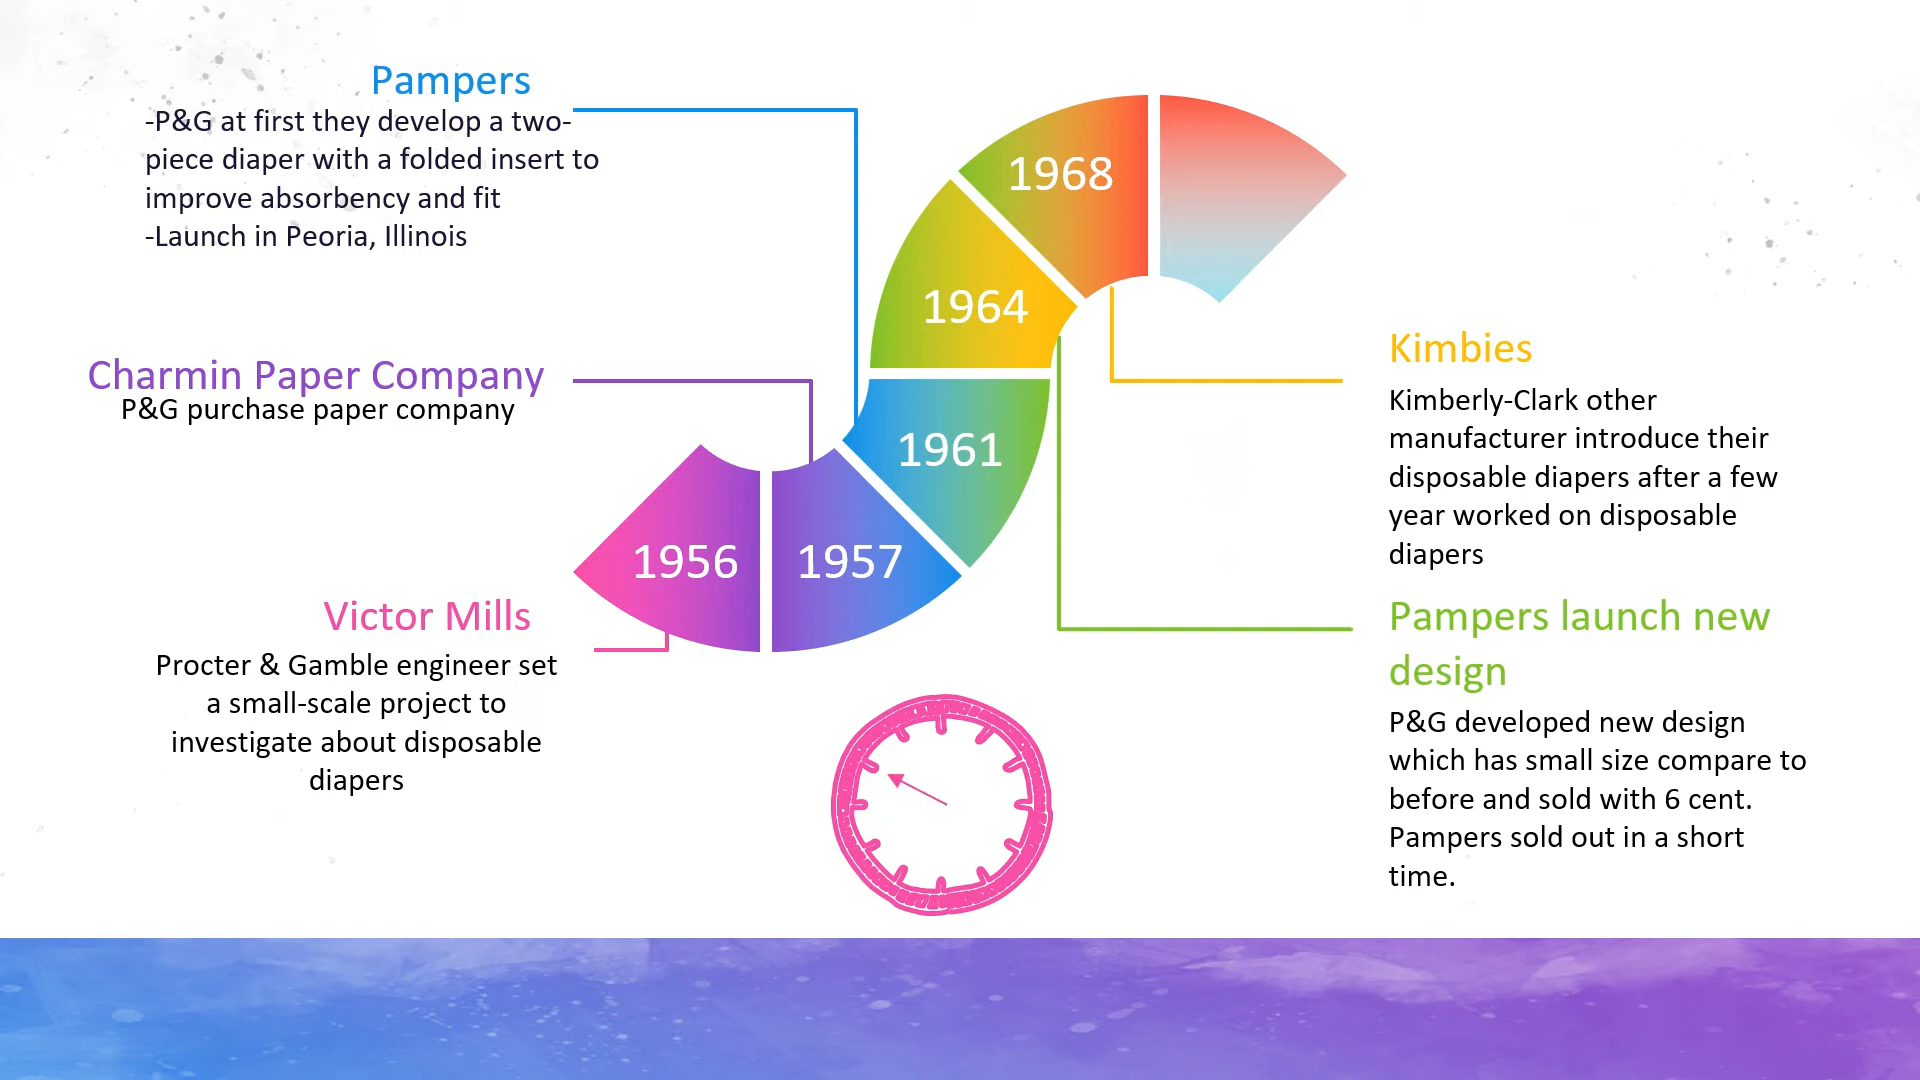 Pampers
-P&G at first they develop a two-
piece diaper with a folded insert to
improve absorbency and fit
-Launch in Peoria, Illinois
Charmin Paper Company
P&G purchase paper company
Victor Mills
Procter & Gamble engineer set
a small-scale project to
investigate about disposable
diapers
1956
1957
1961
1964
1968
Kimbies
Kimberly-Clark other
manufacturer introduce their
disposable diapers after a few
year worked on disposable
diapers
Pampers launch new
design
P&G developed new design
which has small size compare to
before and sold with 6 cent.
Pampers sold out in a short
time.